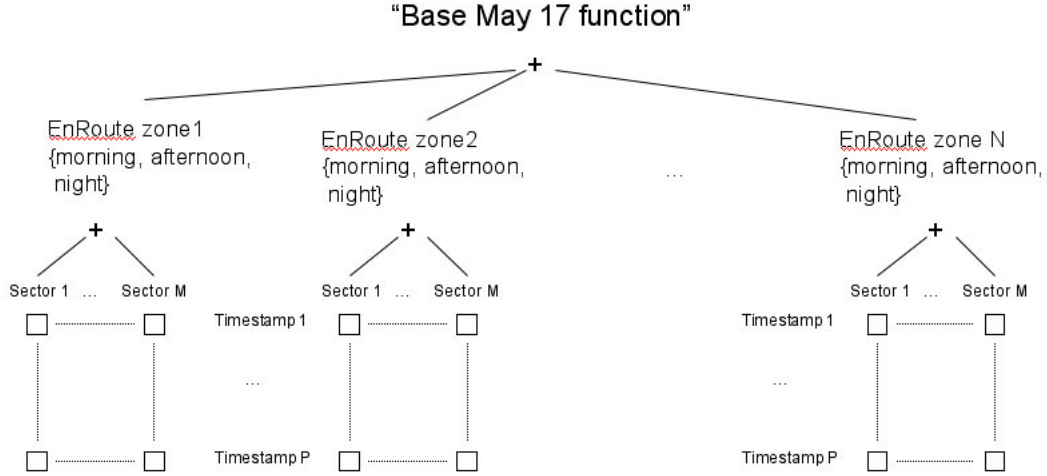 “Base May 17 function”
+
EnRoute zone1
{morning, afternoon,
night}
+
EnRoute zone2
{morning, afternoon,
night}
+
...
EnRoute zone N
{morning, afternoon,
night}
+
Sector 1 ... Sector M
Sector 1 ... Sector M
Sector 1 ... Sector M
Timestamp 1
Timestamp 1
...
...
Timestamp P
Timestamp P